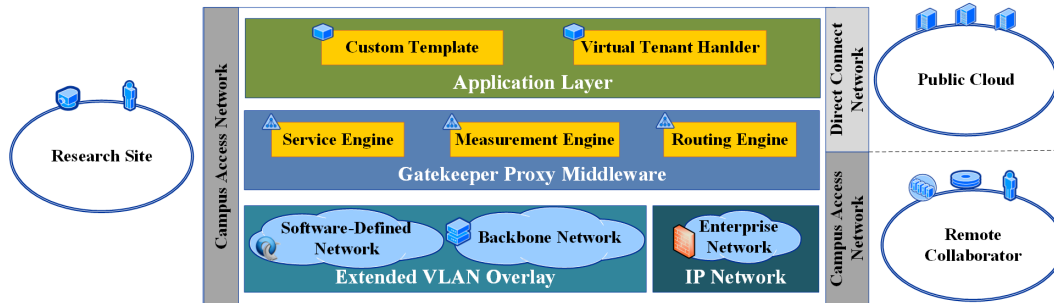 Research Site
Campus Access Network
Custom Template
Virtual Tenant Hanlder
Application Layer
Service Engine
Measurement Engine
Routing Engine
Gatekeeper Proxy Middleware
Software-Defined
Network
Backbone Network
Extended VLAN Overlay
Enterprise
Network
IP Network
Direct Connect
Network
Campus Access
Network
Public Cloud
Remote
Collaborator